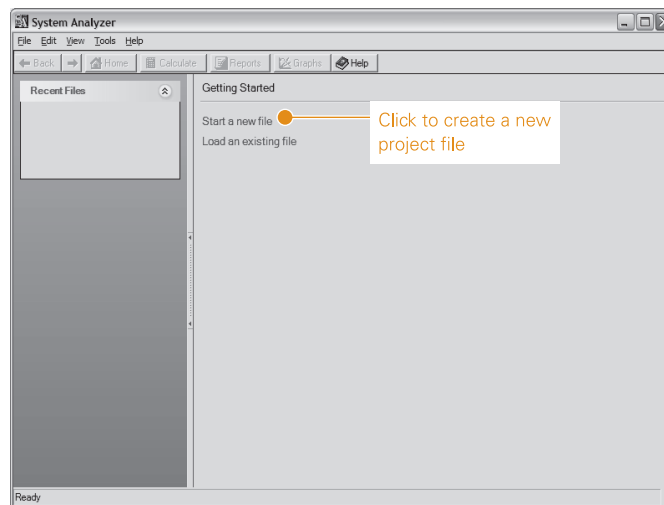 System Analyzer
File Edit View Tools Help
Back Home Calculate Reports Graphs Help
Recent Files
Getting Started
Start a new file
Load an existing file
Click to create a new
project file
Ready